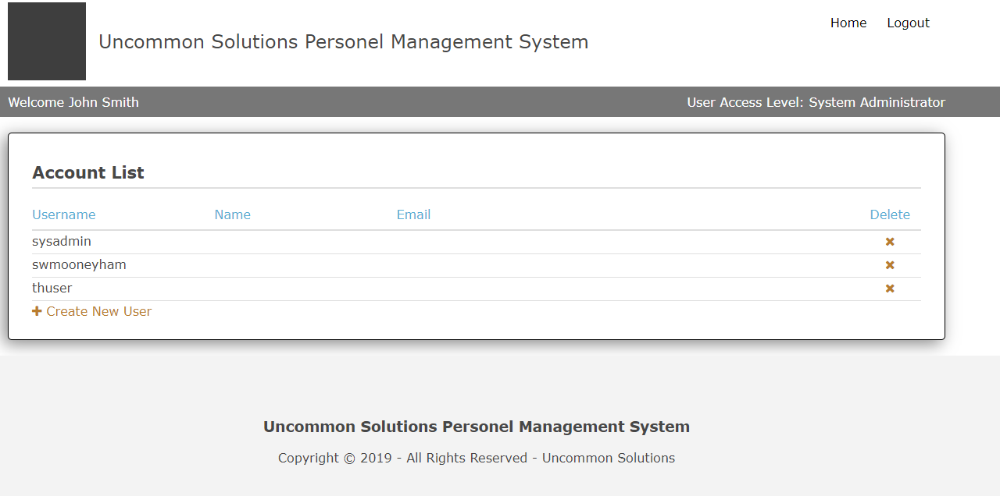 Home Logout
Uncommon Solutions Personel Management System
Welcome John Smith User Access Level: System Administrator
Account List
Username Name Email Delete
sysadmin
swmooneyham
thuser
Create New User
Uncommon Solutions Personel Management System
Copyright © 2019 - All Rights Reserved - Uncommon Solutions